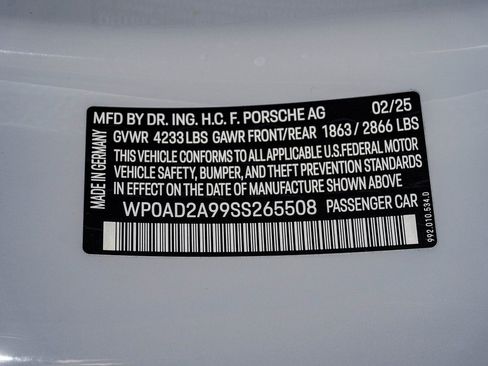 MFD BY DR. ING. H.C. F. PORSCHE AG 02/25
GVWR 4233 LBS GAWR FRONT/REAR 1863 / 2866 LBS
THIS VEHICLE CONFORMS TO ALL APPLICABLE U.S. FEDERAL MOTOR
VEHICLE SAFETY, BUMPER, AND THEFT PREVENTION STANDARDS
IN EFFECT ON THE DATE OF MANUFACTURE SHOWN ABOVE
WP0AD2A99SS265508 PASSENGER CAR
MADE IN GERMANY
992.010.534.D